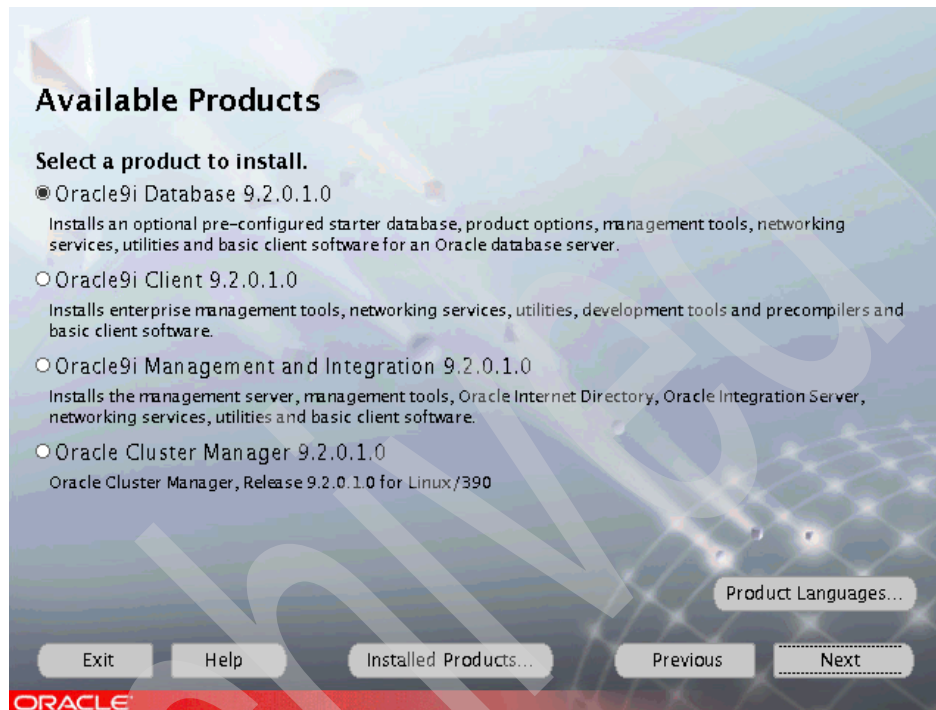 Available Products
Select a product to install.
Oracle9i Database 9.2.0.1.0
Installs an optional pre-configured starter database, product options, management tools, networking
services, utilities and basic client software for an Oracle database server.
Oracle9i Client 9.2.0.1.0
Installs enterprise management tools, networking services, utilities, development tools and precompilers and
basic client software.
Oracle9i Management and Integration 9.2.0.1.0
Installs the management server, management tools, Oracle Internet Directory, Oracle Integration Server,
networking services, utilities and basic client software.
Oracle Cluster Manager 9.2.0.1.0
Oracle Cluster Manager, Release 9.2.0.1.0 for Linux/390
Product Languages...
Exit Help Installed Products... Previous Next
ORACLE